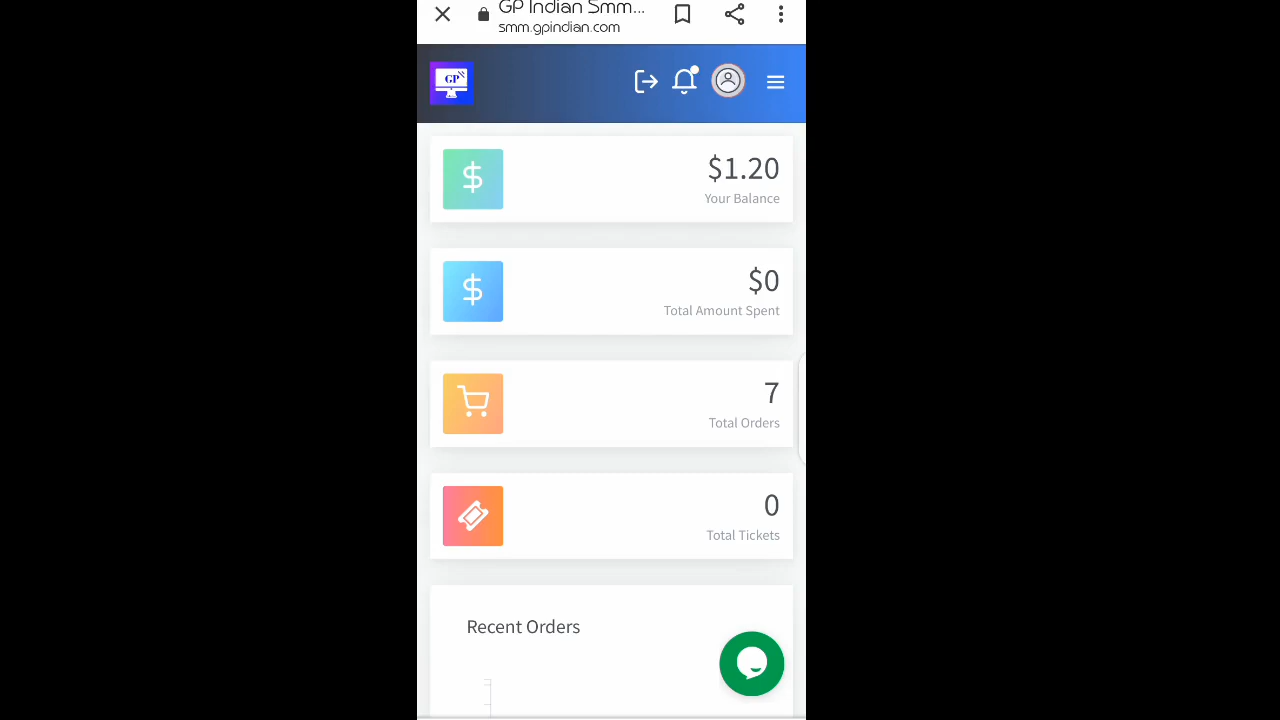 GP Indian Smm...
smm.gpindian.com
GP
$1.20
Your Balance
$0
Total Amount Spent
7
Total Orders
0
Total Tickets
Recent Orders